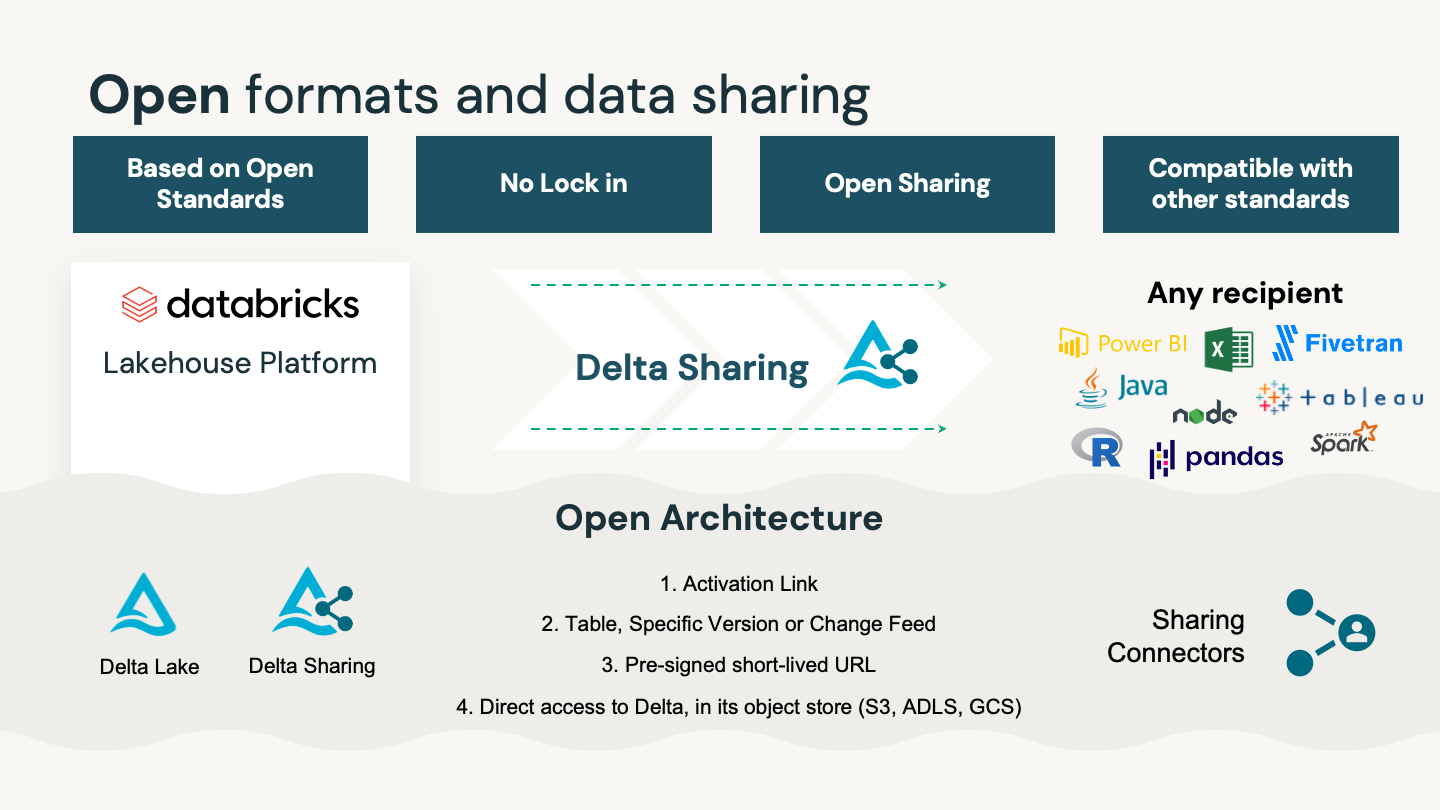 Open formats and data sharing
Based on Open
Standards
No Lock in
Open Sharing
Compatible with
other standards
databricks
Lakehouse Platform
Delta Sharing
Any recipient
Power BI
X
Fivetran
Java
node
tableau
R
pandas
APACHE
Spark
Open Architecture
Delta Lake
Delta Sharing
1. Activation Link
2. Table, Specific Version or Change Feed
3. Pre-signed short-lived URL
4. Direct access to Delta, in its object store (S3, ADLS, GCS)
Sharing
Connectors